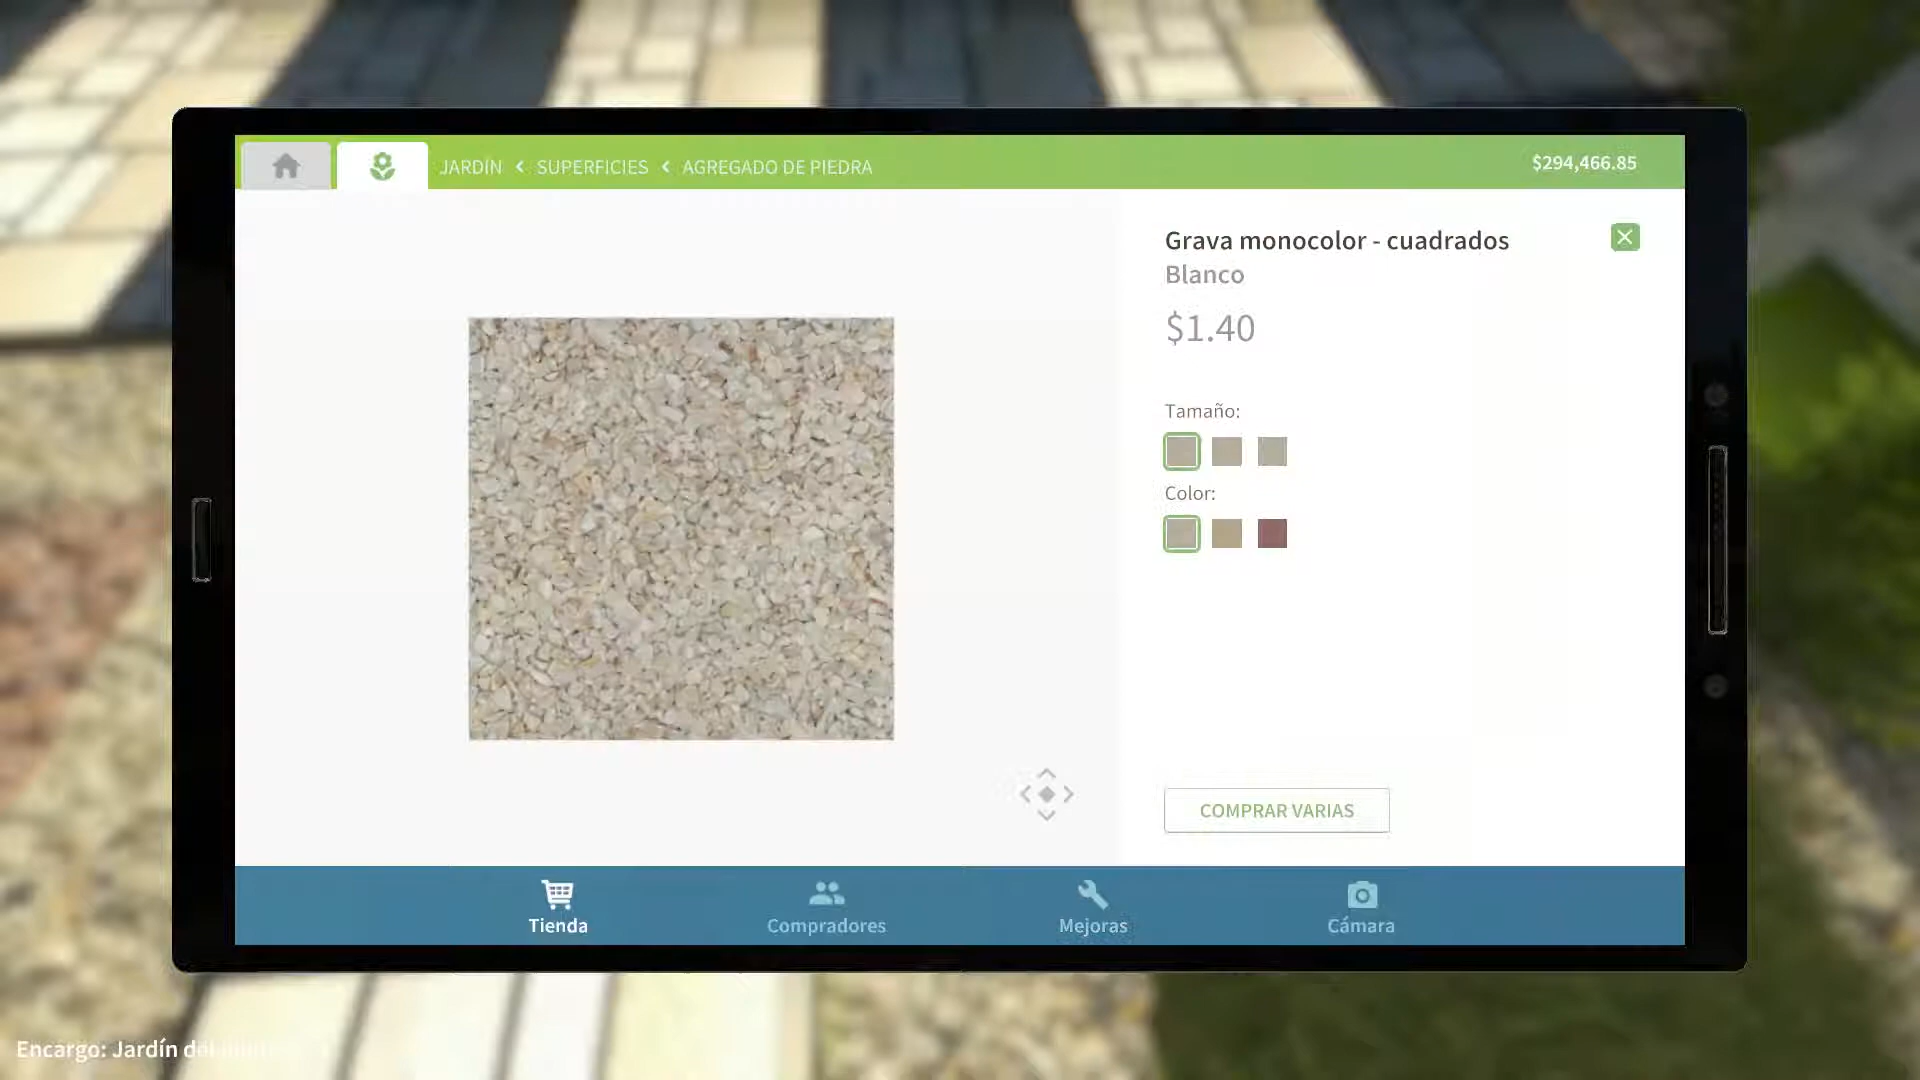 JARDÍN < SUPERFICIES < AGREGADO DE PIEDRA
$294,466.85
Grava monocolor - cuadrados
Blanco
$1.40
Tamaño:
Color:
COMPRAR VARIAS
Tienda
Compradores
Mejoras
Cámara
Encargo: Jardín